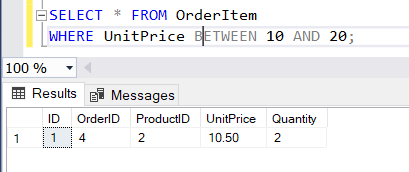 SELECT * FROM OrderItem
WHERE UnitPrice BETWEEN 10 AND 20;
100 %
Results Messages
ID OrderID ProductID UnitPrice Quantity
1 1 4 2 10.50 2